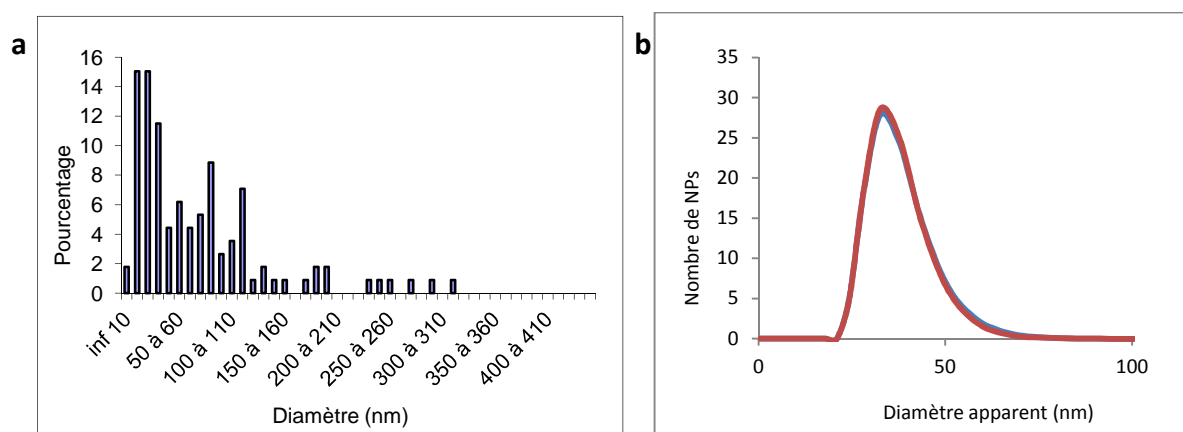 a
16
14
12
10
8
6
4
2
0
Pourcentage
inf 10
50 à 60
100 à 110
150 à 160
200 à 210
250 à 260
300 à 310
350 à 360
400 à 410
Diamètre (nm)
b
35
30
25
20
15
10
5
0
Nombre de NPs
0 50 100
Diamètre apparent (nm)